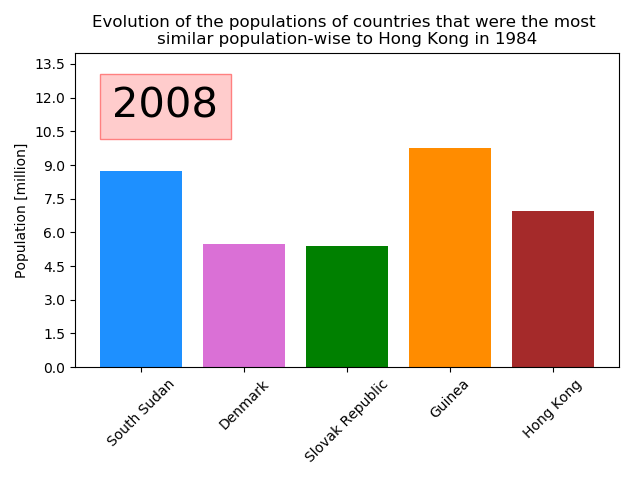 Evolution of the populations of countries that were the most
similar population-wise to Hong Kong in 1984
2008
Population [million]
13.5
12.0
10.5
9.0
7.5
6.0
4.5
3.0
1.5
0.0
South Sudan
Denmark
Slovak Republic
Guinea
Hong Kong